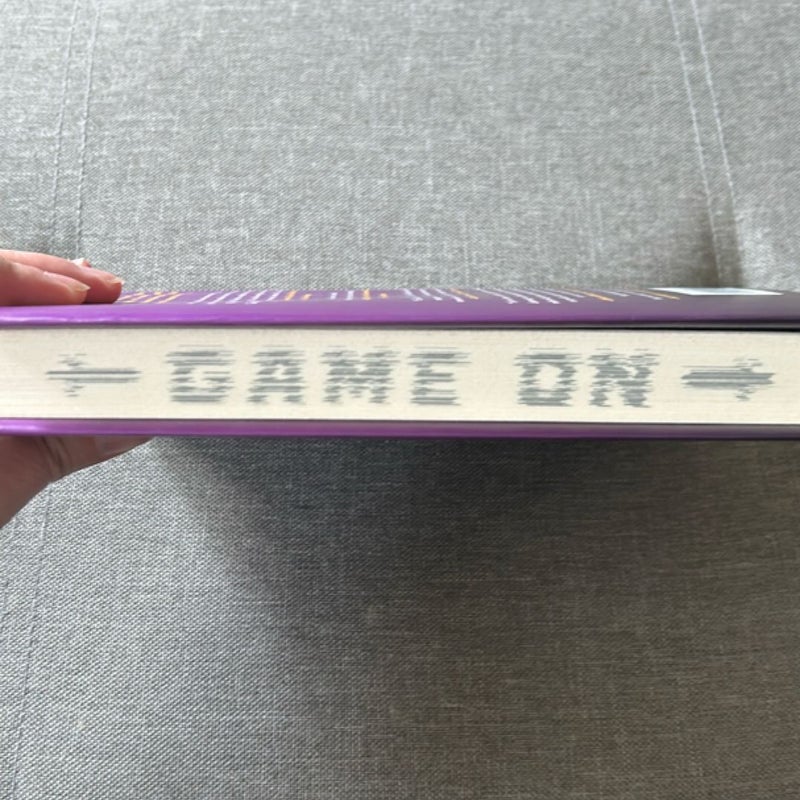 ← GAME ON →